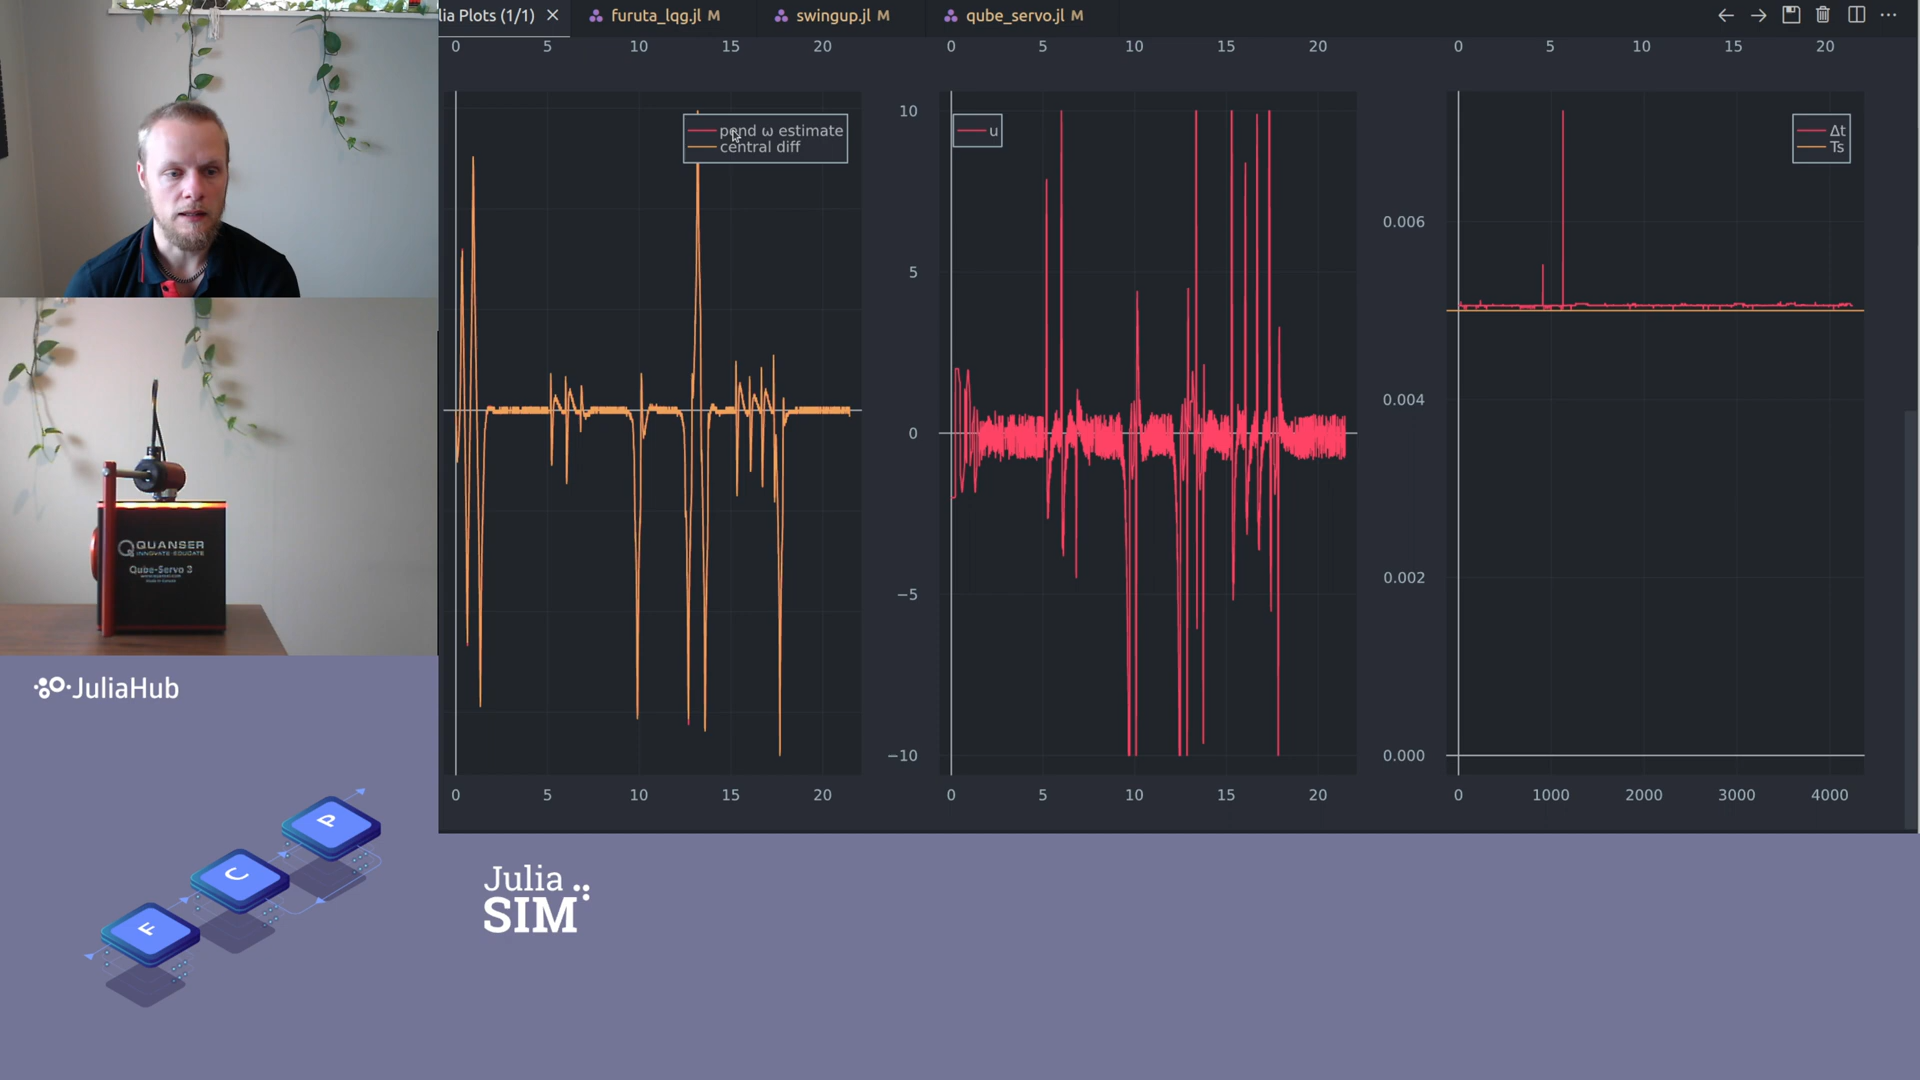 lia Plots (1/1)
furuta_lqg.jl M
swingup.jl M
qube_servo.jl M
0 5 10 15 20
0 5 10 15 20
0 5 10 15 20
pend ω estimate
central diff
10
5
0
−5
−10
u
Δt
Ts
0.006
0.004
0.002
0.000
0 5 10 15 20
0 5 10 15 20
0 1000 2000 3000 4000
QUANSER
INNOVATE EDUCATE
Qube-Servo 3
JuliaHub
P
C
F
Julia
SIM